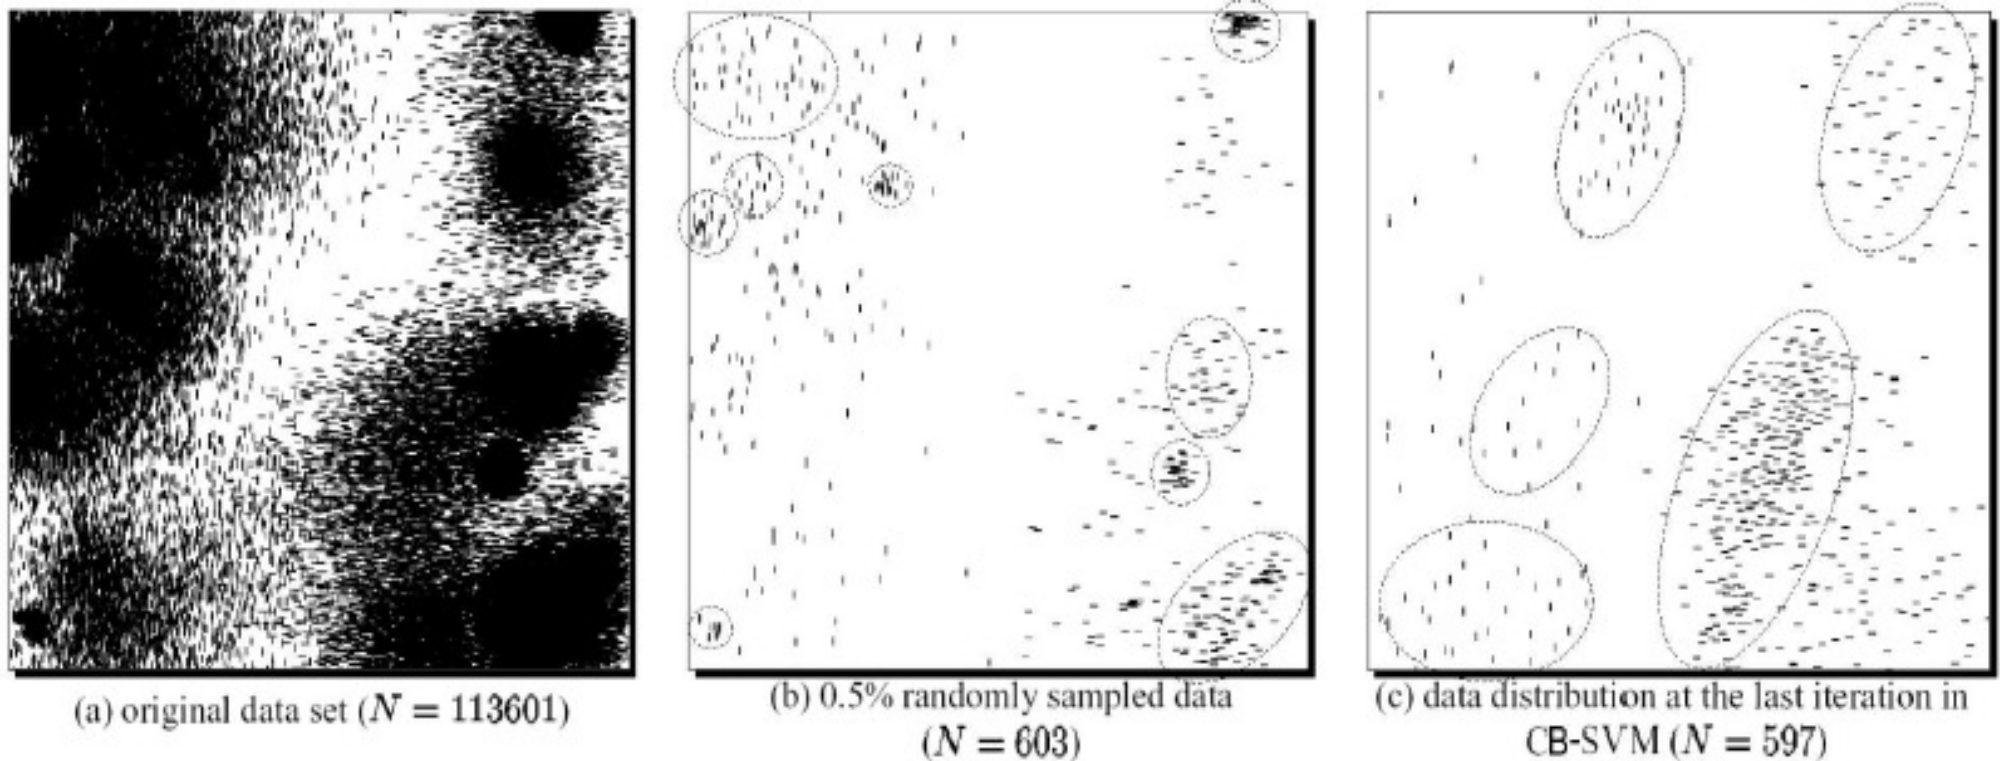 (a) original data set (N = 113601)
(b) 0.5% randomly sampled data
(N = 603)
(c) data distribution at the last iteration in
CB-SVM (N = 597)